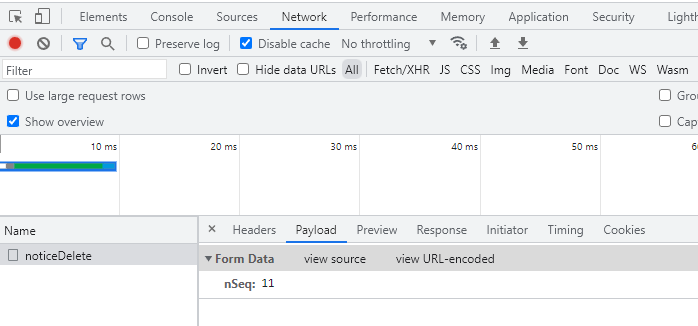 Elements Console Sources Network Performance Memory Application Security Lighth
Preserve log Disable cache No throttling
Filter Invert Hide data URLs All Fetch/XHR JS CSS Img Media Font Doc WS Wasm
Use large request rows Grou
Show overview Capt
10 ms 20 ms 30 ms 40 ms 50 ms 6
Name × Headers Payload Preview Response Initiator Timing Cookies
noticeDelete Form Data view source view URL-encoded
nSeq: 11